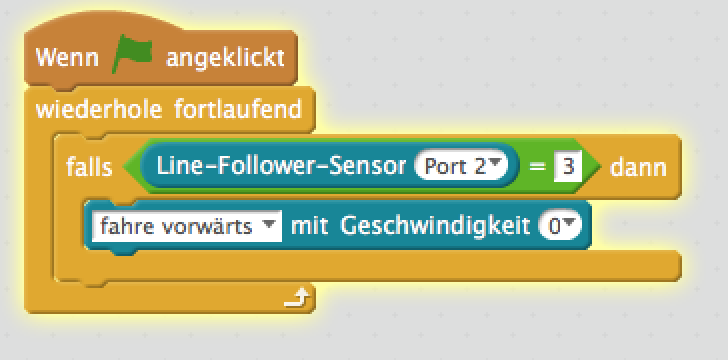 Wenn angeklickt
wiederhole fortlaufend
falls Line-Follower-Sensor Port 2 = 3 dann
fahre vorwärts mit Geschwindigkeit 0